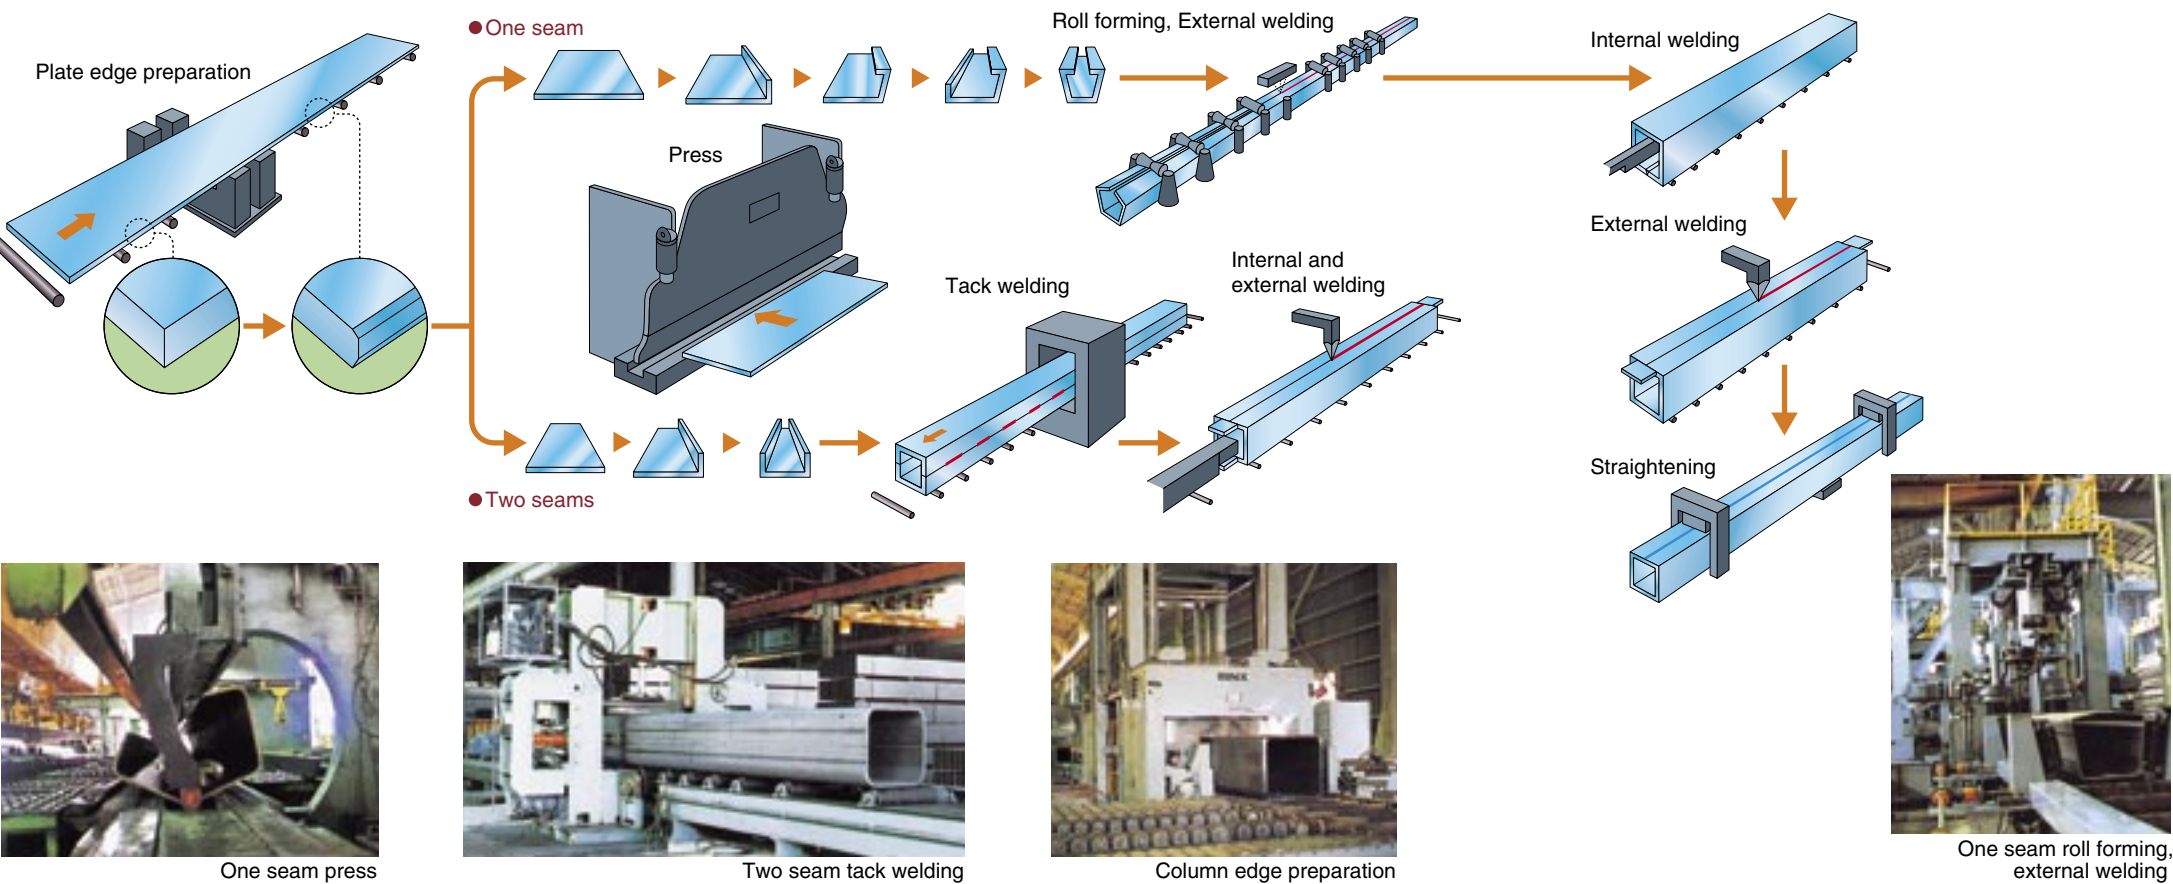 Plate edge preparation
One seam
Roll forming, External welding
Internal welding
Press
External welding
Internal and
external welding
Tack welding
Straightening
Two seams
One seam press
Two seam tack welding
Column edge preparation
One seam roll forming,
external welding